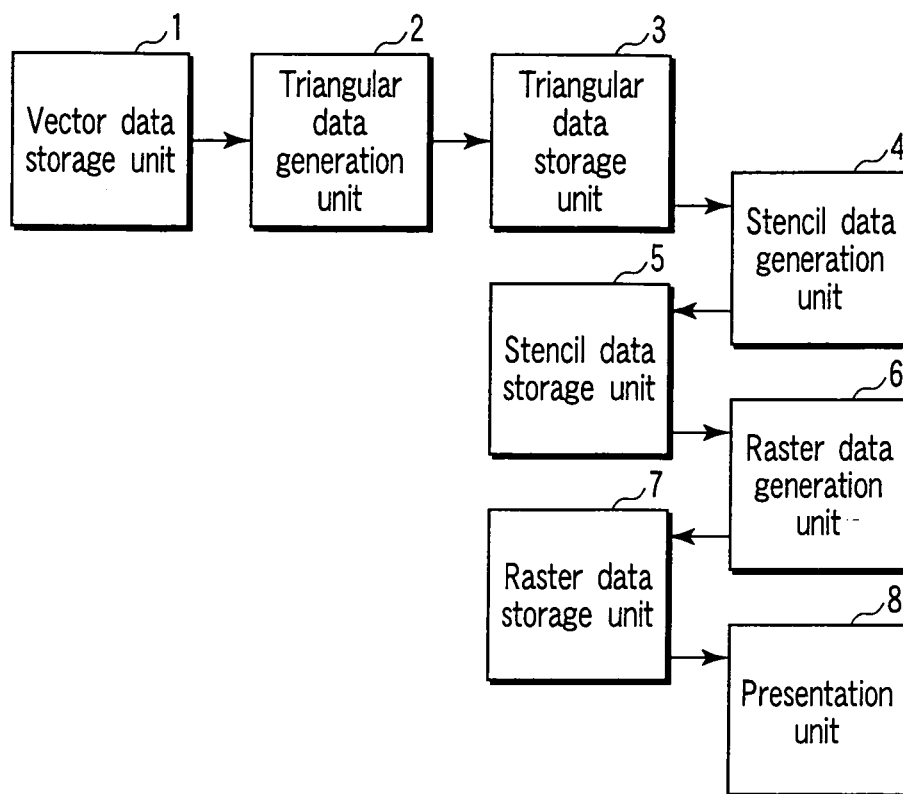 1
Vector data
storage unit
2
Triangular
data
generation
unit
3
Triangular
data
storage
unit
4
Stencil data
generation
unit
5
Stencil data
storage unit
6
Raster data
generation
unit
7
Raster data
storage unit
8
Presentation
unit